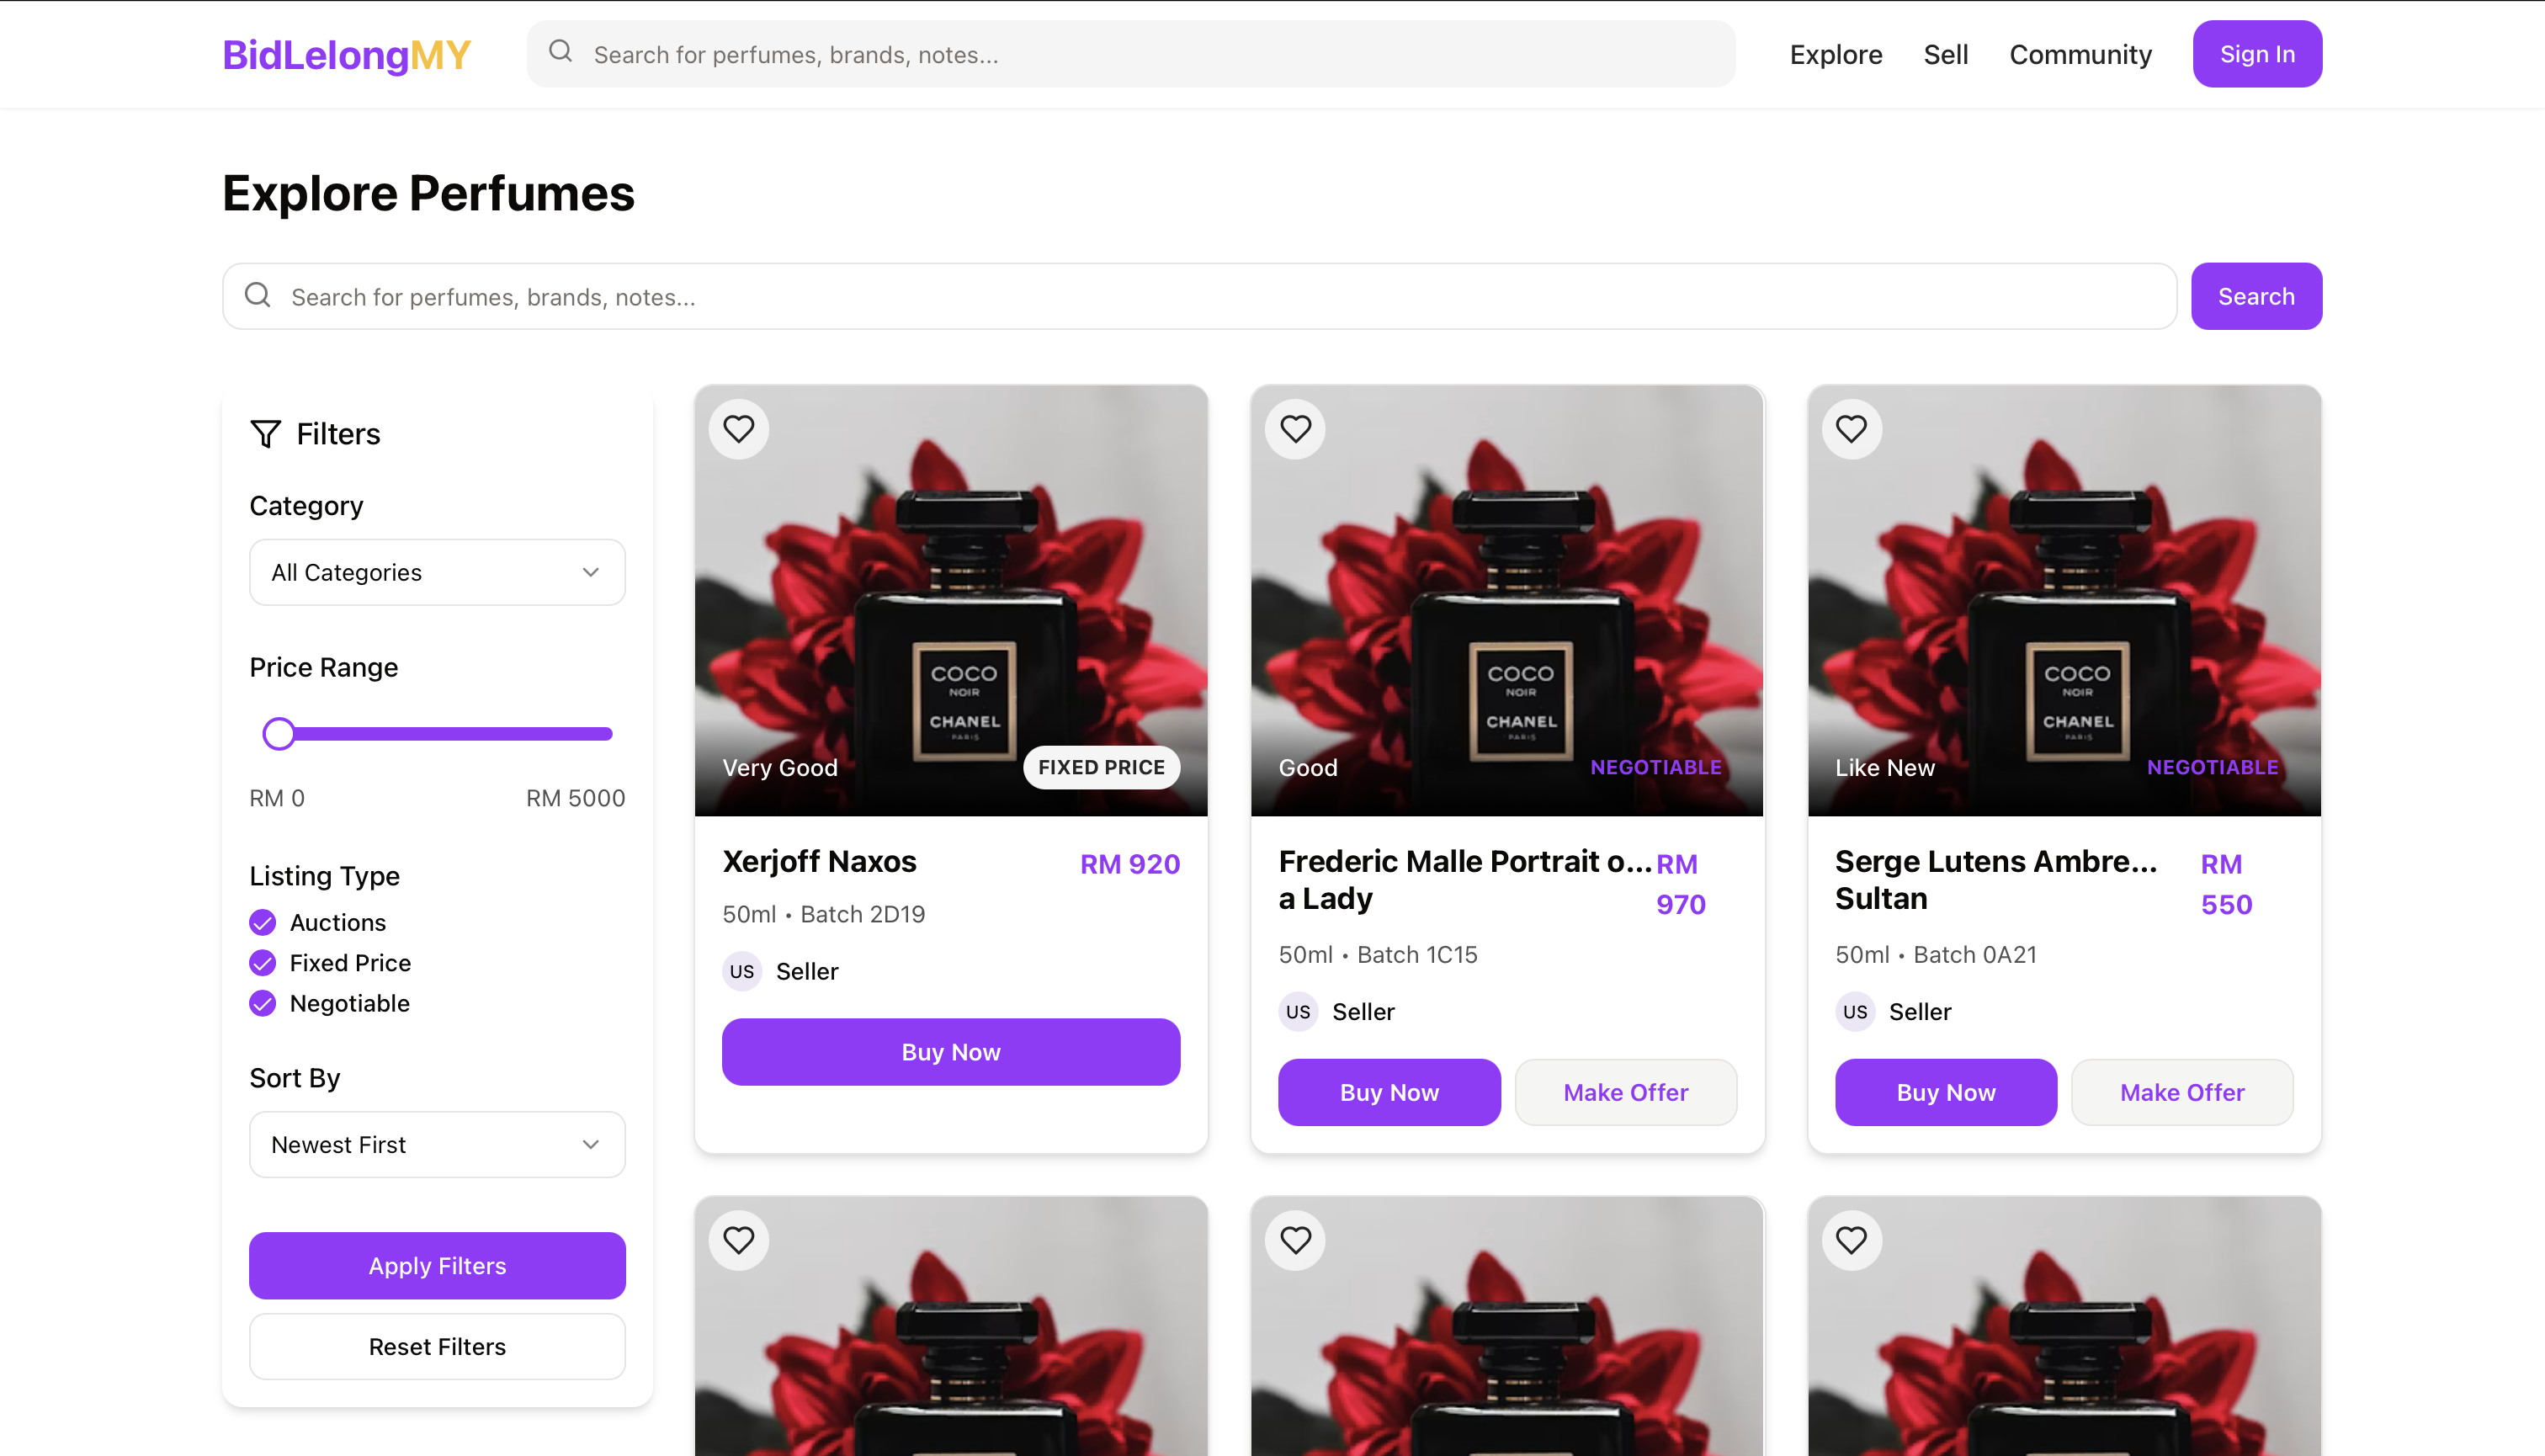 BidLelongMY
Search for perfumes, brands, notes...
Explore
Sell
Community
Sign In
Explore Perfumes
Search for perfumes, brands, notes...
Search
Filters
Category
All Categories
Price Range
RM 0
RM 5000
Listing Type
Auctions
Fixed Price
Negotiable
Sort By
Newest First
Apply Filters
Reset Filters
COCO
NOIR
CHANEL
PARIS
Very Good
FIXED PRICE
Xerjoff Naxos
RM 920
50ml • Batch 2D19
US
Seller
Buy Now
COCO
NOIR
CHANEL
PARIS
Good
NEGOTIABLE
Frederic Malle Portrait o...
a Lady
RM
970
50ml • Batch 1C15
US
Seller
Buy Now
Make Offer
COCO
NOIR
CHANEL
PARIS
Like New
NEGOTIABLE
Serge Lutens Ambre...
Sultan
RM
550
50ml • Batch 0A21
US
Seller
Buy Now
Make Offer